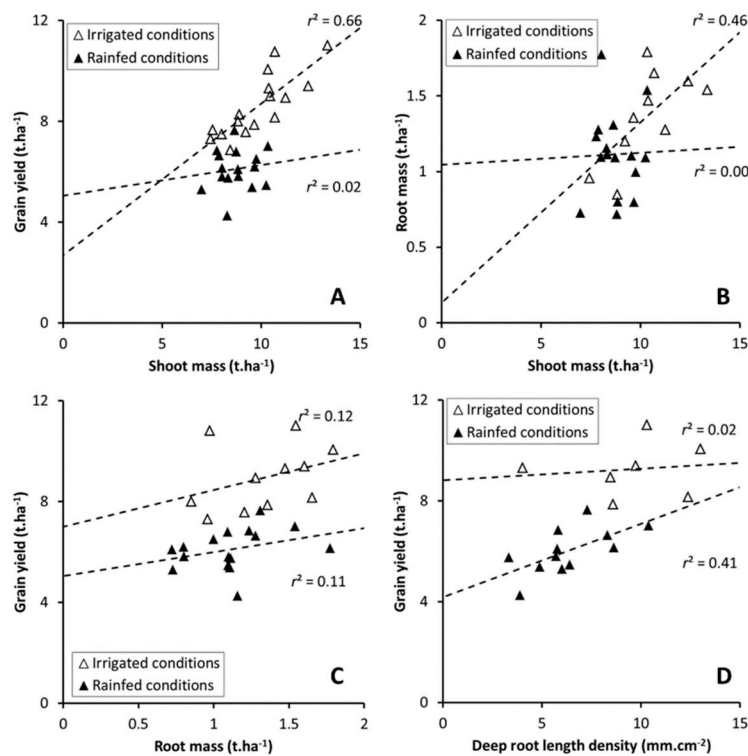 12
9
6
3
0
Grain yield (t.ha⁻¹)
△ Irrigated conditions
▲ Rainfed conditions
r² = 0.66
r² = 0.02
A
0 5 10 15
Shoot mass (t.ha⁻¹)
2
1.5
1
0.5
0
Root mass (t.ha⁻¹)
△ Irrigated conditions
▲ Rainfed conditions
r² = 0.46
r² = 0.00
B
0 5 10 15
Shoot mass (t.ha⁻¹)
12
8
4
0
Grain yield (t.ha⁻¹)
r² = 0.12
r² = 0.11
△ Irrigated conditions
▲ Rainfed conditions
C
0 0.5 1 1.5 2
Root mass (t.ha⁻¹)
12
8
4
0
Grain yield (t.ha⁻¹)
△ Irrigated conditions
▲ Rainfed conditions
r² = 0.02
r² = 0.41
D
0 5 10 15
Deep root length density (mm.cm⁻²)